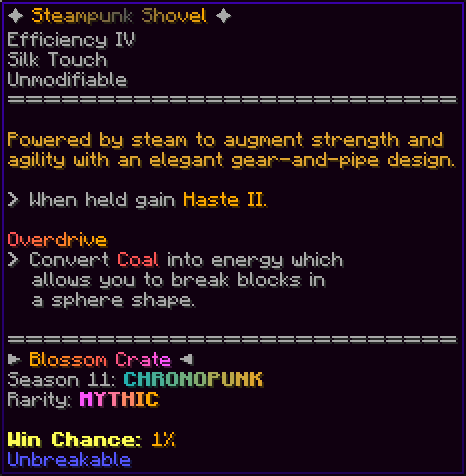 ✦ Steampunk Shovel ✦
Efficiency IV
Silk Touch
Unmodifiable
================================
Powered by steam to augment strength and
agility with an elegant gear-and-pipe design.
> When held gain Haste II.
Overdrive
> Convert Coal into energy which
allows you to break blocks in
a sphere shape.
================================
► Blossom Crate ◄
Season 11: CHRONOPUNK
Rarity: MYTHIC
Win Chance: 1%
Unbreakable